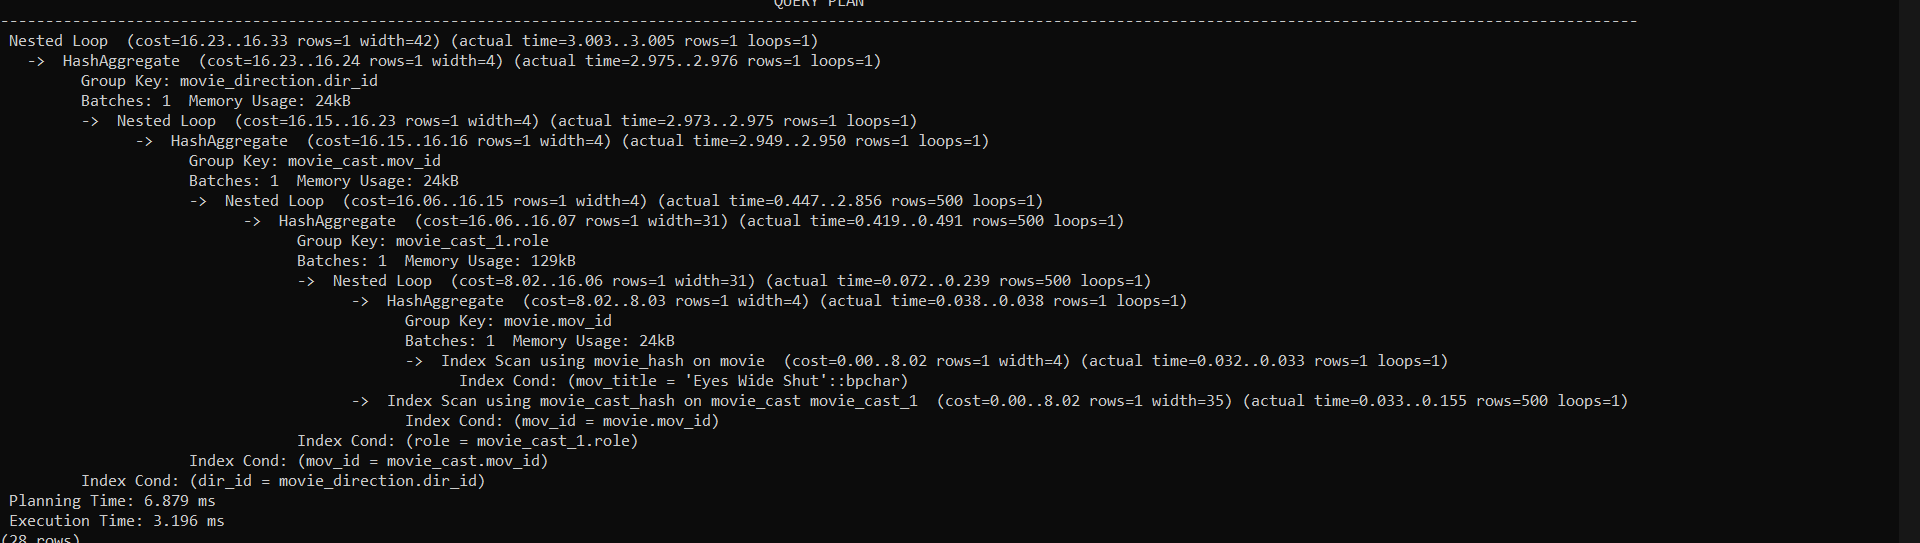 QUERY PLAN
-----------------------------------------------------------------------------------------------------------------------------------------------------------------------------------------
Nested Loop  (cost=16.23..16.33 rows=1 width=42) (actual time=3.003..3.005 rows=1 loops=1)
  ->  HashAggregate  (cost=16.23..16.24 rows=1 width=4) (actual time=2.975..2.976 rows=1 loops=1)
        Group Key: movie_direction.dir_id
        Batches: 1  Memory Usage: 24kB
        ->  Nested Loop  (cost=16.15..16.23 rows=1 width=4) (actual time=2.973..2.975 rows=1 loops=1)
              ->  HashAggregate  (cost=16.15..16.16 rows=1 width=4) (actual time=2.949..2.950 rows=1 loops=1)
                    Group Key: movie_cast.mov_id
                    Batches: 1  Memory Usage: 24kB
                    ->  Nested Loop  (cost=16.06..16.15 rows=1 width=4) (actual time=0.447..2.856 rows=500 loops=1)
                          ->  HashAggregate  (cost=16.06..16.07 rows=1 width=31) (actual time=0.419..0.491 rows=500 loops=1)
                                Group Key: movie_cast_1.role
                                Batches: 1  Memory Usage: 129kB
                                ->  Nested Loop  (cost=8.02..16.06 rows=1 width=31) (actual time=0.072..0.239 rows=500 loops=1)
                                      ->  HashAggregate  (cost=8.02..8.03 rows=1 width=4) (actual time=0.038..0.038 rows=1 loops=1)
                                            Group Key: movie.mov_id
                                            Batches: 1  Memory Usage: 24kB
                                            ->  Index Scan using movie_hash on movie  (cost=0.00..8.02 rows=1 width=4) (actual time=0.032..0.033 rows=1 loops=1)
                                                  Index Cond: (mov_title = 'Eyes Wide Shut'::bpchar)
                                      ->  Index Scan using movie_cast_hash on movie_cast movie_cast_1  (cost=0.00..8.02 rows=1 width=35) (actual time=0.033..0.155 rows=500 loops=1)
                                            Index Cond: (mov_id = movie.mov_id)
                                Index Cond: (role = movie_cast_1.role)
                    Index Cond: (mov_id = movie_cast.mov_id)
        Index Cond: (dir_id = movie_direction.dir_id)
Planning Time: 6.879 ms
Execution Time: 3.196 ms
(28 rows)